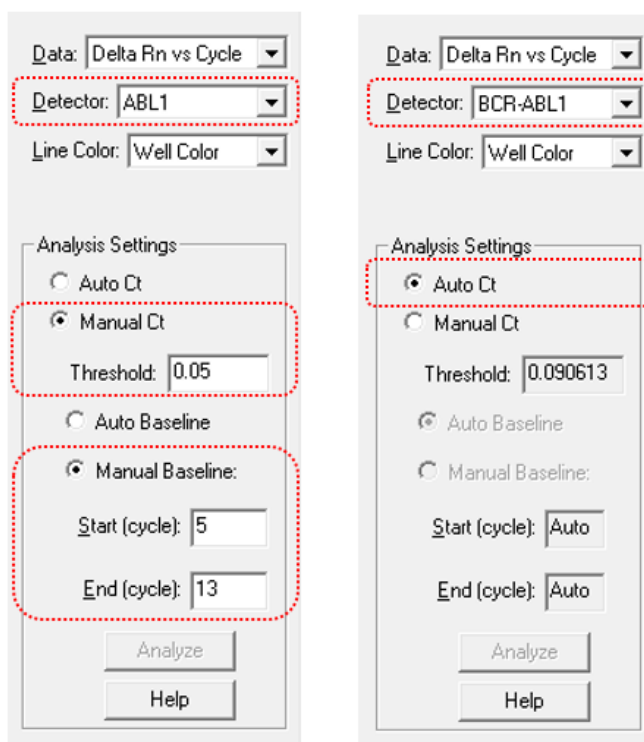 Data: Delta Rn vs Cycle
Detector: ABL1
Line Color: Well Color
Analysis Settings
Auto Ct
Manual Ct
Threshold: 0.05
Auto Baseline
Manual Baseline:
Start (cycle): 5
End (cycle): 13
Analyze
Help
Data: Delta Rn vs Cycle
Detector: BCR-ABL1
Line Color: Well Color
Analysis Settings
Auto Ct
Manual Ct
Threshold: 0.090613
Auto Baseline
Manual Baseline:
Start (cycle): Auto
End (cycle): Auto
Analyze
Help